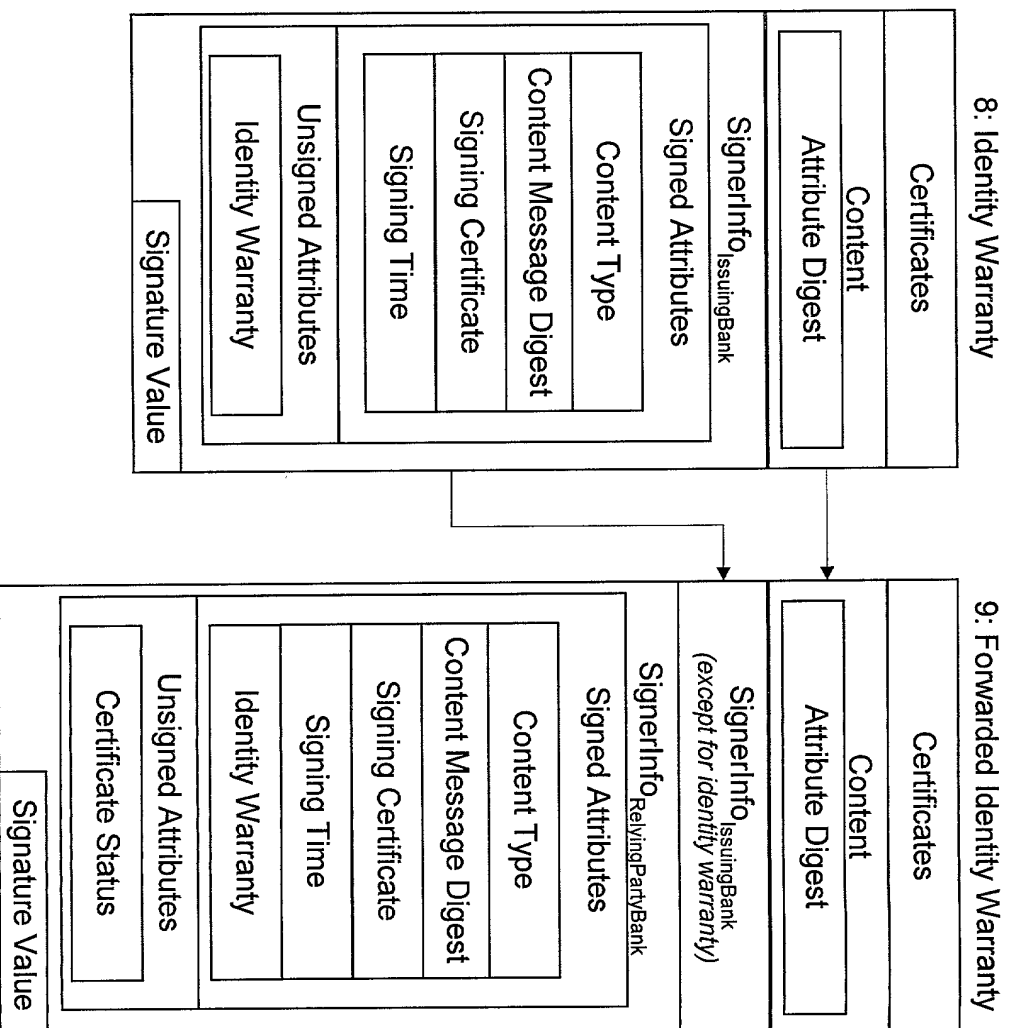 8: Identity Warranty
Certificates
Content
Attribute Digest
SignerInfo IssuingBank
Signed Attributes
Content Type
Content Message Digest
Signing Certificate
Signing Time
Unsigned Attributes
Identity Warranty
Signature Value
9: Forwarded Identity Warranty
Certificates
Content
Attribute Digest
SignerInfo IssuingBank
(except for identity warranty)
SignerInfo RelyingPartyBank
Signed Attributes
Content Type
Content Message Digest
Signing Certificate
Signing Time
Identity Warranty
Unsigned Attributes
Certificate Status
Signature Value